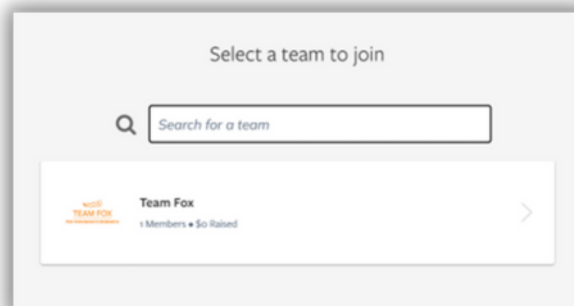 Select a team to join
Search for a team
TEAM FOX
Team Fox
1 Members • $0 Raised